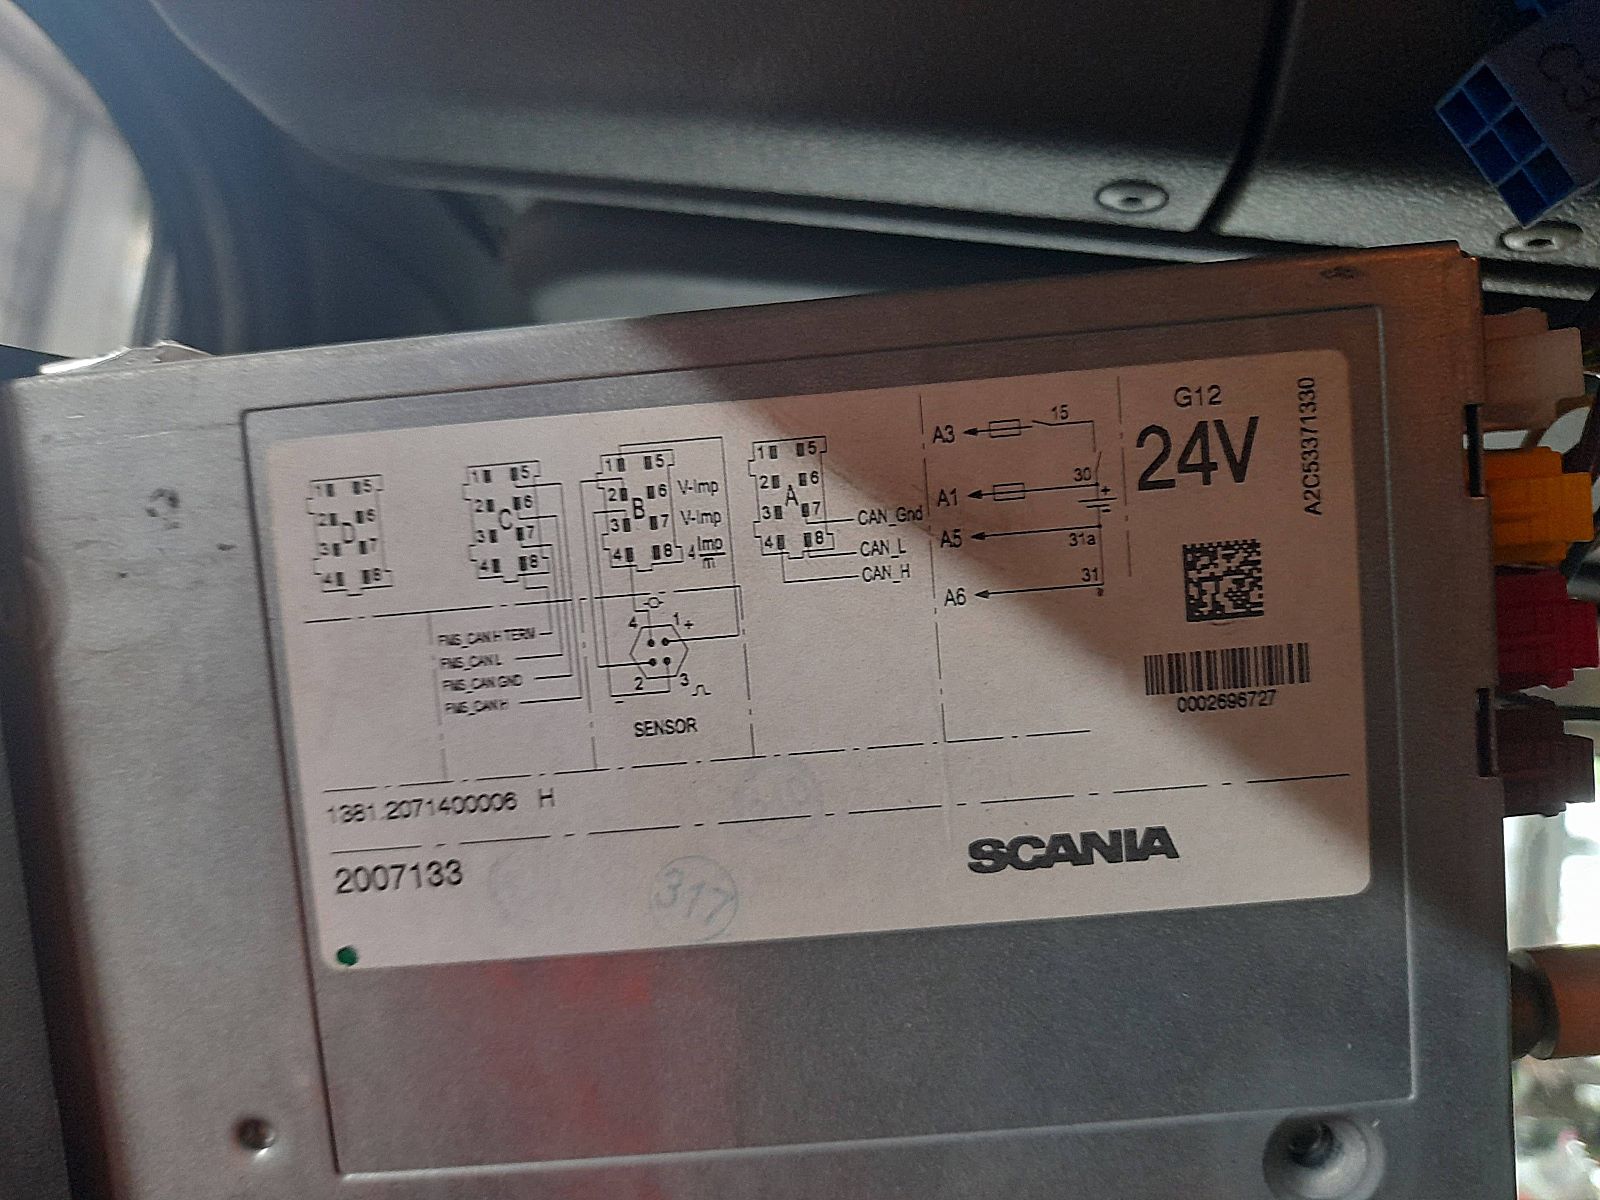 1 5
2 6
D
3 7
4 8
1 5
2 6
C
3 7
4 8
1 5
2 6 V-Imp
B
3 7 V-Imp
4 8 4 Imp/m
1 5
2 6
A
3 7 CAN_Gnd
4 8 CAN_L
CAN_H
A3 15
A1 30 +
-
A5 31a
A6 31
G12
24V
A2C53371330
0002696727
FMS_CAN H TERM
FMS_CAN L
FMS_CAN GND
FMS_CAN H
4 1 +
2 3
-
SENSOR
1381.2071400006 H
2007133
317
SCANIA